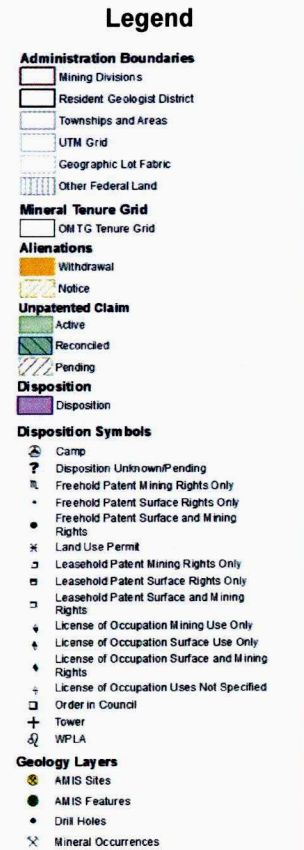 Legend
Administration Boundaries
Mining Divisions
Resident Geologist District
Townships and Areas
UTM Grid
Geographic Lot Fabric
Other Federal Land
Mineral Tenure Grid
OMTG Tenure Grid
Alienations
Withdrawal
Notice
Unpatented Claim
Active
Reconciled
Pending
Disposition
Disposition
Disposition Symbols
Camp
? Disposition Unknown/Pending
Freehold Patent Mining Rights Only
Freehold Patent Surface Rights Only
Freehold Patent Surface and Mining
Rights
Land Use Permit
Leasehold Patent Mining Rights Only
Leasehold Patent Surface Rights Only
Leasehold Patent Surface and Mining
Rights
License of Occupation Mining Use Only
License of Occupation Surface Use Only
License of Occupation Surface and Mining
Rights
License of Occupation Uses Not Specified
Order in Council
Tower
WPLA
Geology Layers
AMIS Sites
AMIS Features
Drill Holes
Mineral Occurrences